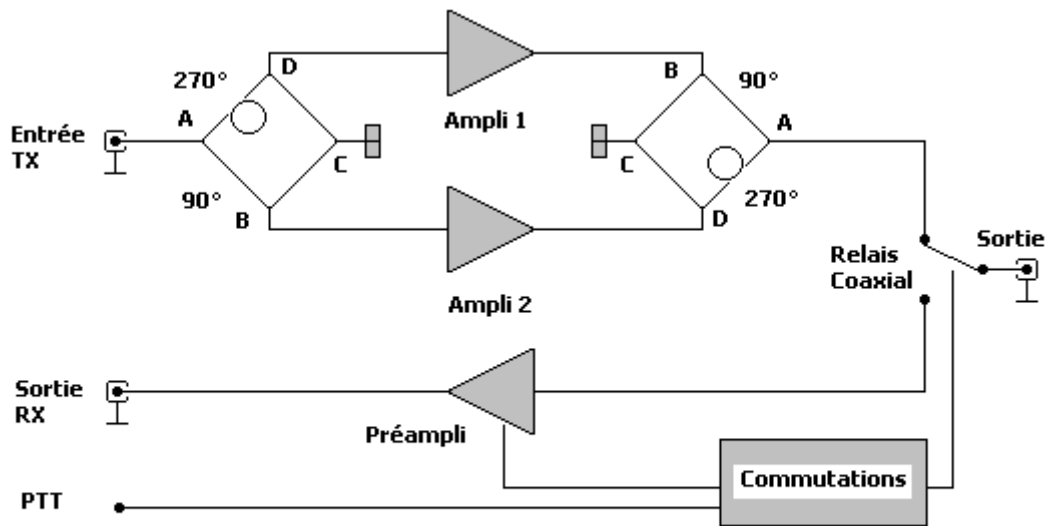 270°
D
Ampli 1
B
90°
A
Entrée
TX
A
C
C
90°
B
270°
D
Ampli 2
Relais
Coaxial
Sortie
Sortie
RX
Préampli
Commutations
PTT